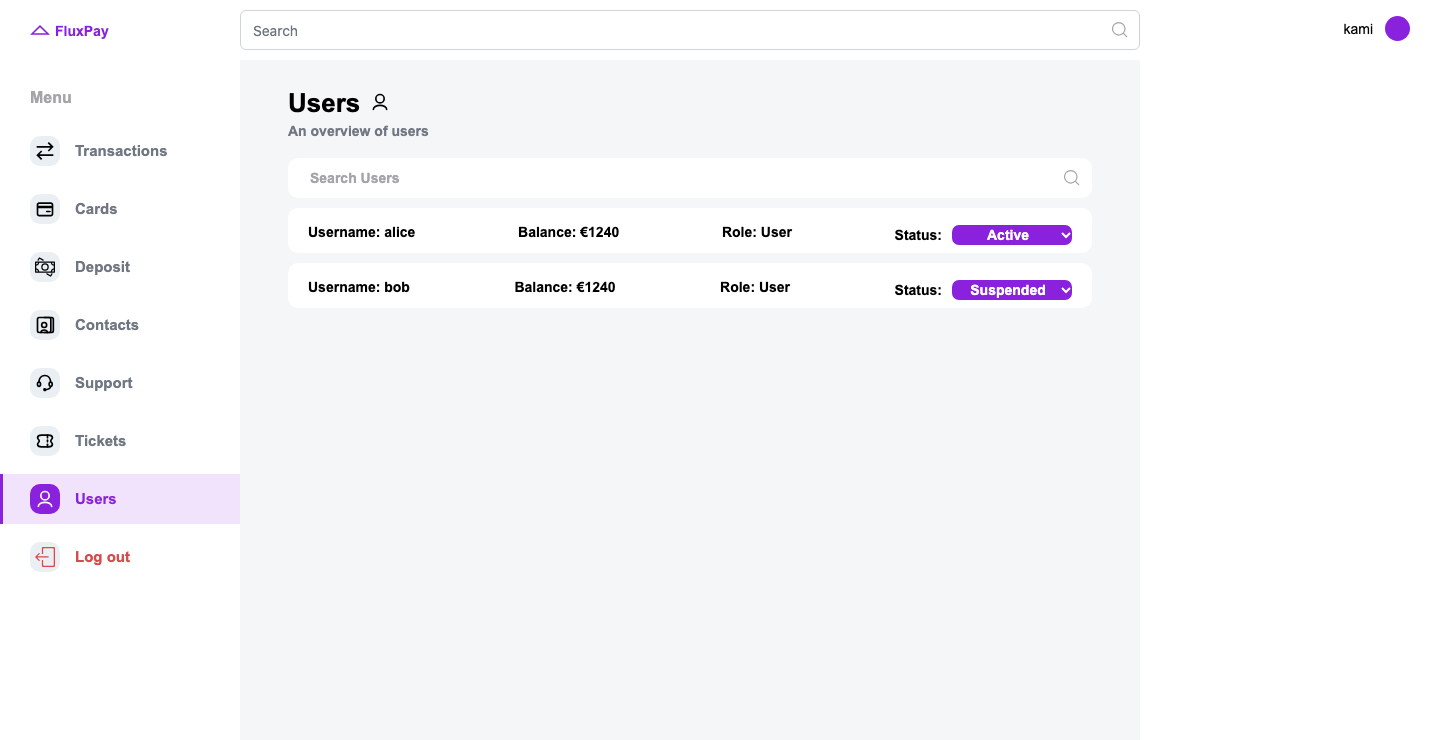 FluxPay
Search
kami
Menu
Transactions
Cards
Deposit
Contacts
Support
Tickets
Users
Log out
Users
An overview of users
Search Users
Username: alice Balance: €1240 Role: User Status: Active
Username: bob Balance: €1240 Role: User Status: Suspended